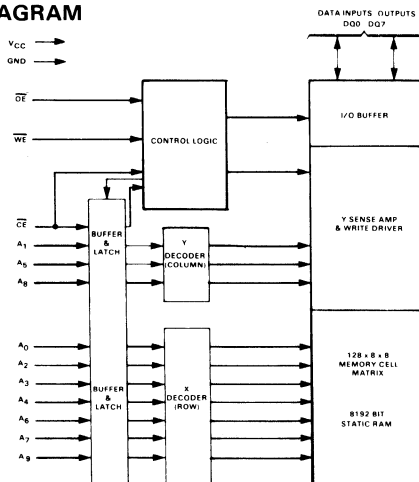 AGRAM
DATA INPUTS OUTPUTS
DQ0 DQ7
VCC
GND
OE
WE
CE
A1
A5
A8
A0
A2
A3
A4
A6
A7
A9
CONTROL LOGIC
BUFFER
&
LATCH
Y
DECODER
(COLUMN)
BUFFER
&
LATCH
X
DECODER
(ROW)
I/O BUFFER
Y SENSE AMP
& WRITE DRIVER
128 x 8 x 8
MEMORY CELL
MATRIX
8192 BIT
STATIC RAM